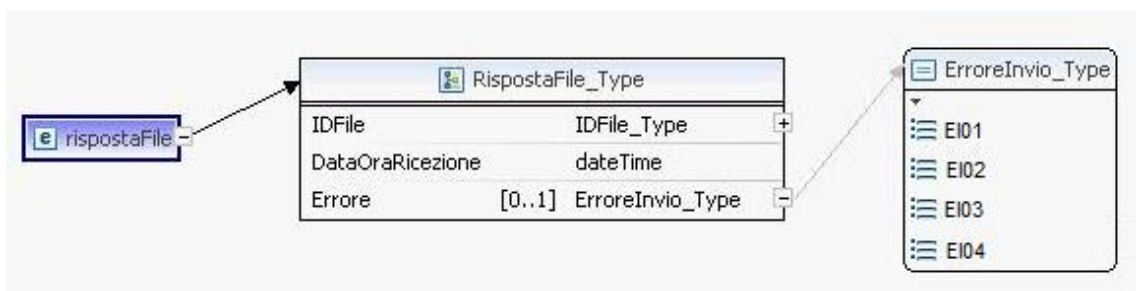 RispostaFile_Type
ErroreInvio_Type
e rispostaFile
IDFile IDFile_Type
DataOraRicezione dateTime
Errore [0..1] ErroreInvio_Type
EI01
EI02
EI03
EI04